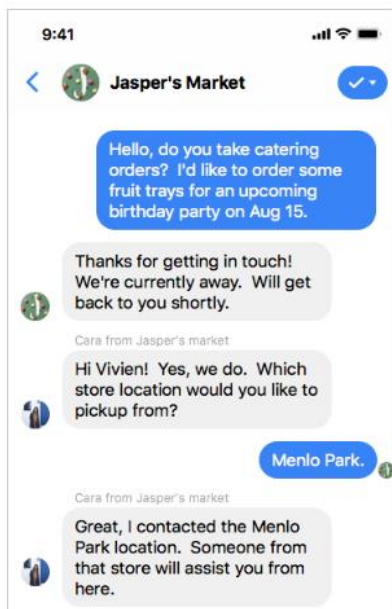 9:41
Jasper's Market
Hello, do you take catering
orders?  I'd like to order some
fruit trays for an upcoming
birthday party on Aug 15.
Thanks for getting in touch!
We're currently away.  Will get
back to you shortly.
Cara from Jasper's market
Hi Vivien!  Yes, we do.  Which
store location would you like to
pickup from?
Menlo Park.
Cara from Jasper's market
Great, I contacted the Menlo
Park location.  Someone from
that store will assist you from
here.